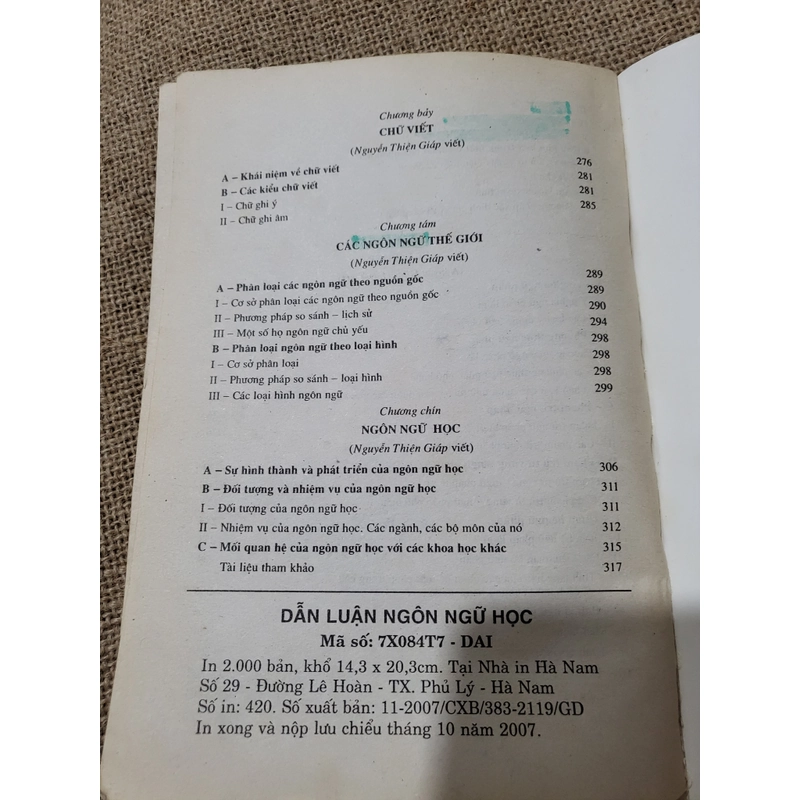 Chương bảy
CHỮ VIẾT
(Nguyễn Thiện Giáp viết)
A – Khái niệm về chữ viết 276
B – Các kiểu chữ viết 281
I – Chữ ghi ý 281
II – Chữ ghi âm 285
Chương tám
CÁC NGÔN NGỮ THẾ GIỚI
(Nguyễn Thiện Giáp viết)
A – Phân loại các ngôn ngữ theo nguồn gốc 289
I – Cơ sở phân loại các ngôn ngữ theo nguồn gốc 289
II – Phương pháp so sánh – lịch sử 290
III – Một số họ ngôn ngữ chủ yếu 294
B – Phân loại ngôn ngữ theo loại hình 298
I – Cơ sở phân loại 298
II – Phương pháp so sánh – loại hình 298
III – Các loại hình ngôn ngữ 299
Chương chín
NGÔN NGỮ HỌC
(Nguyễn Thiện Giáp viết)
A – Sự hình thành và phát triển của ngôn ngữ học 306
B – Đối tượng và nhiệm vụ của ngôn ngữ học 311
I – Đối tượng của ngôn ngữ học 311
II – Nhiệm vụ của ngôn ngữ học. Các ngành, các bộ môn của nó 312
C – Mối quan hệ của ngôn ngữ học với các khoa học khác 315
Tài liệu tham khảo 317
DẪN LUẬN NGÔN NGỮ HỌC
Mã số: 7X084T7 - DAI
In 2.000 bản, khổ 14,3 x 20,3cm. Tại Nhà in Hà Nam
Số 29 - Đường Lê Hoàn - TX. Phủ Lý - Hà Nam
Số in: 420. Số xuất bản: 11-2007/CXB/383-2119/GD
In xong và nộp lưu chiểu tháng 10 năm 2007.